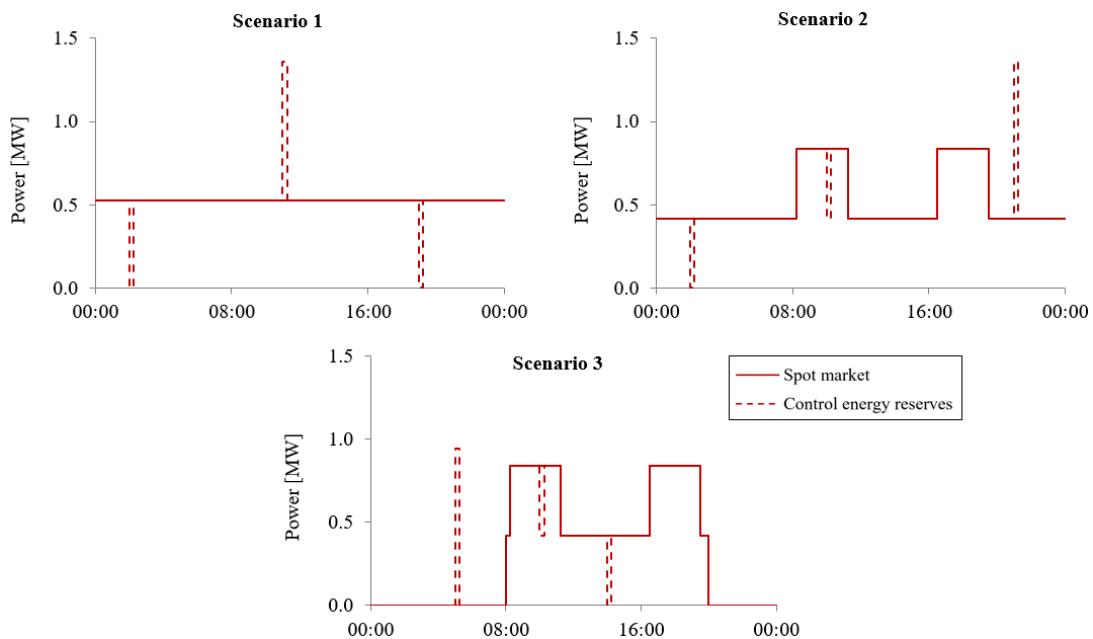 Scenario 1
1.5
1.0
0.5
0.0
Power [MW]
00:00 08:00 16:00 00:00
Scenario 2
1.5
1.0
0.5
0.0
Power [MW]
00:00 08:00 16:00 00:00
Scenario 3
1.5
1.0
0.5
0.0
Power [MW]
00:00 08:00 16:00 00:00
Spot market
Control energy reserves